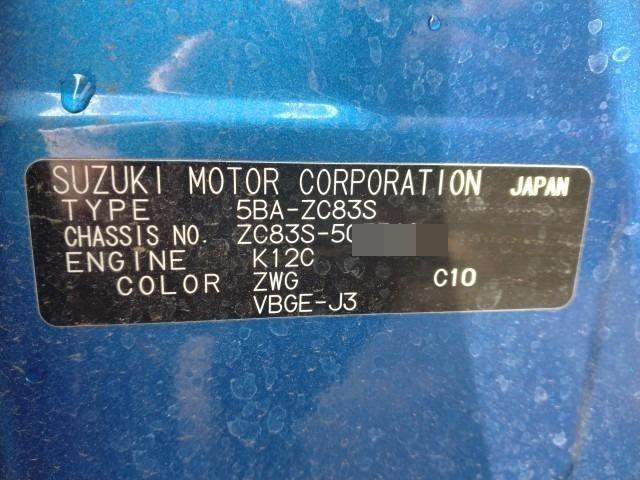 SUZUKI MOTOR CORPORATION JAPAN
TYPE 5BA-ZC83S
CHASSIS NO. ZC83S-50
ENGINE K12C
COLOR ZWG C10
VBGE-J3